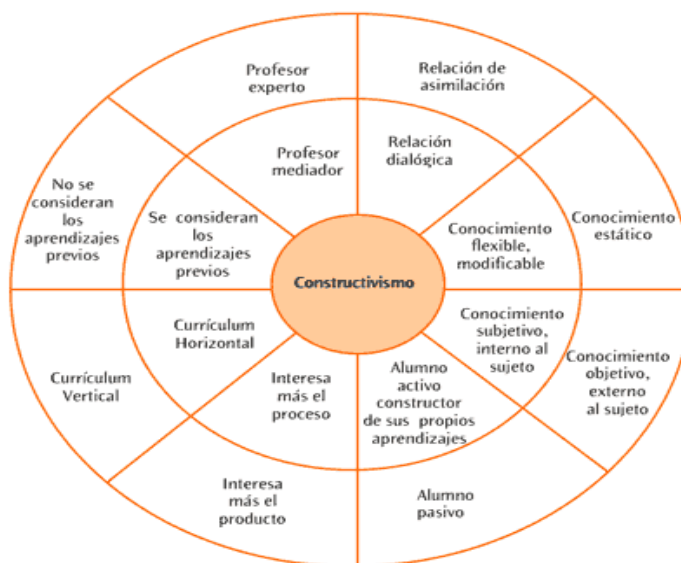 Profesor
experto
Relación de
asimilación
Profesor
mediador
Relación
dialógica
No se
consideran
los
aprendizajes
previos
Se consideran
los
aprendizajes
previos
Conocimiento
flexible,
modificable
Conocimiento
estático
Constructivismo
Currículum
Vertical
Currículum
Horizontal
Interesa
más el
proceso
Alumno
activo
constructor
de sus propios
aprendizajes
Conocimiento
subjetivo,
interno al
sujeto
Conocimiento
objetivo,
externo
al sujeto
Interesa
más el
producto
Alumno
pasivo